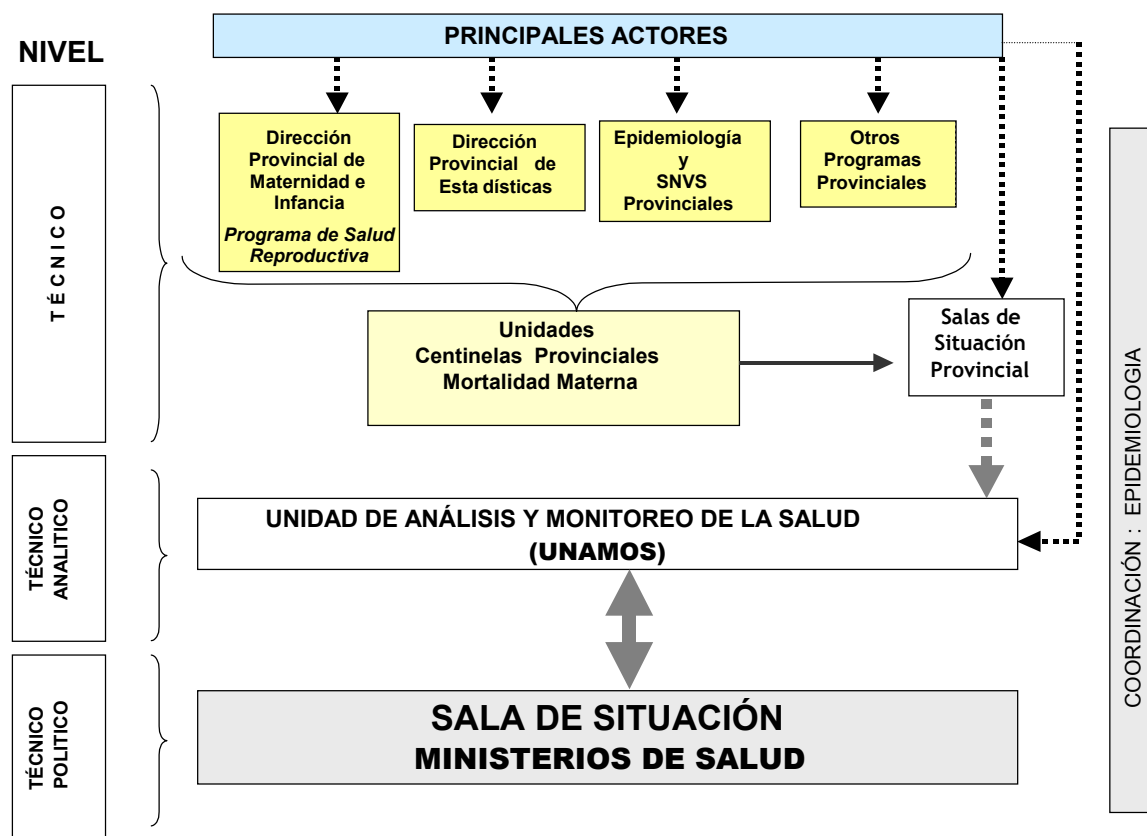 PRINCIPALES ACTORES
NIVEL
TÉCNICO
Dirección
Provincial de
Maternidad e
Infancia
Programa de Salud
Reproductiva
Dirección
Provincial de
Esta dísticas
Epidemiología
y
SNVS
Provinciales
Otros
Programas
Provinciales
Unidades
Centinelas Provinciales
Mortalidad Materna
Salas de
Situación
Provincial
TÉCNICO
ANALITICO
UNIDAD DE ANÁLISIS Y MONITOREO DE LA SALUD
(UNAMOS)
TÉCNICO
POLITICO
SALA DE SITUACIÓN
MINISTERIOS DE SALUD
COORDINACIÓN : EPIDEMIOLOGIA